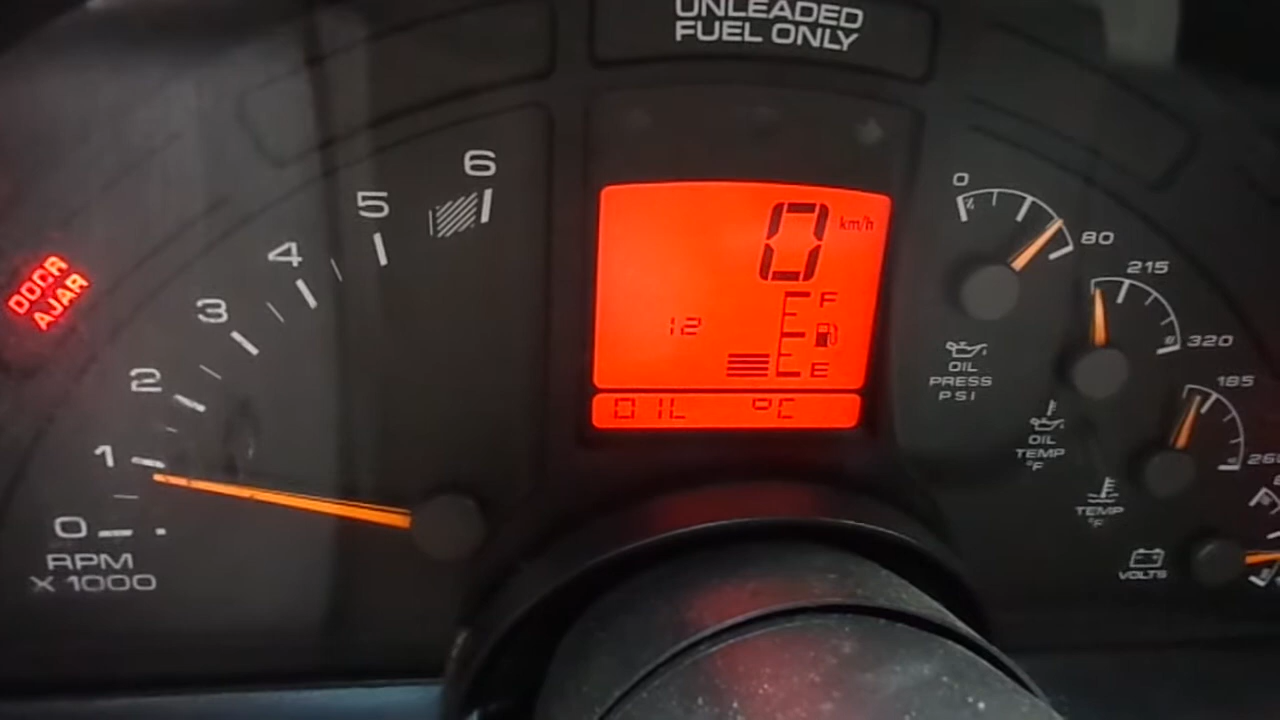 UNLEADED
FUEL ONLY
6
5
4
3
2
1
0
RPM
X 1000
DOOR
AJAR
0 km/h
F
12
E
OIL °C
0
80
OIL
PRESS
PSI
215
320
OIL
TEMP
°F
185
260
TEMP
°F
VOLTS